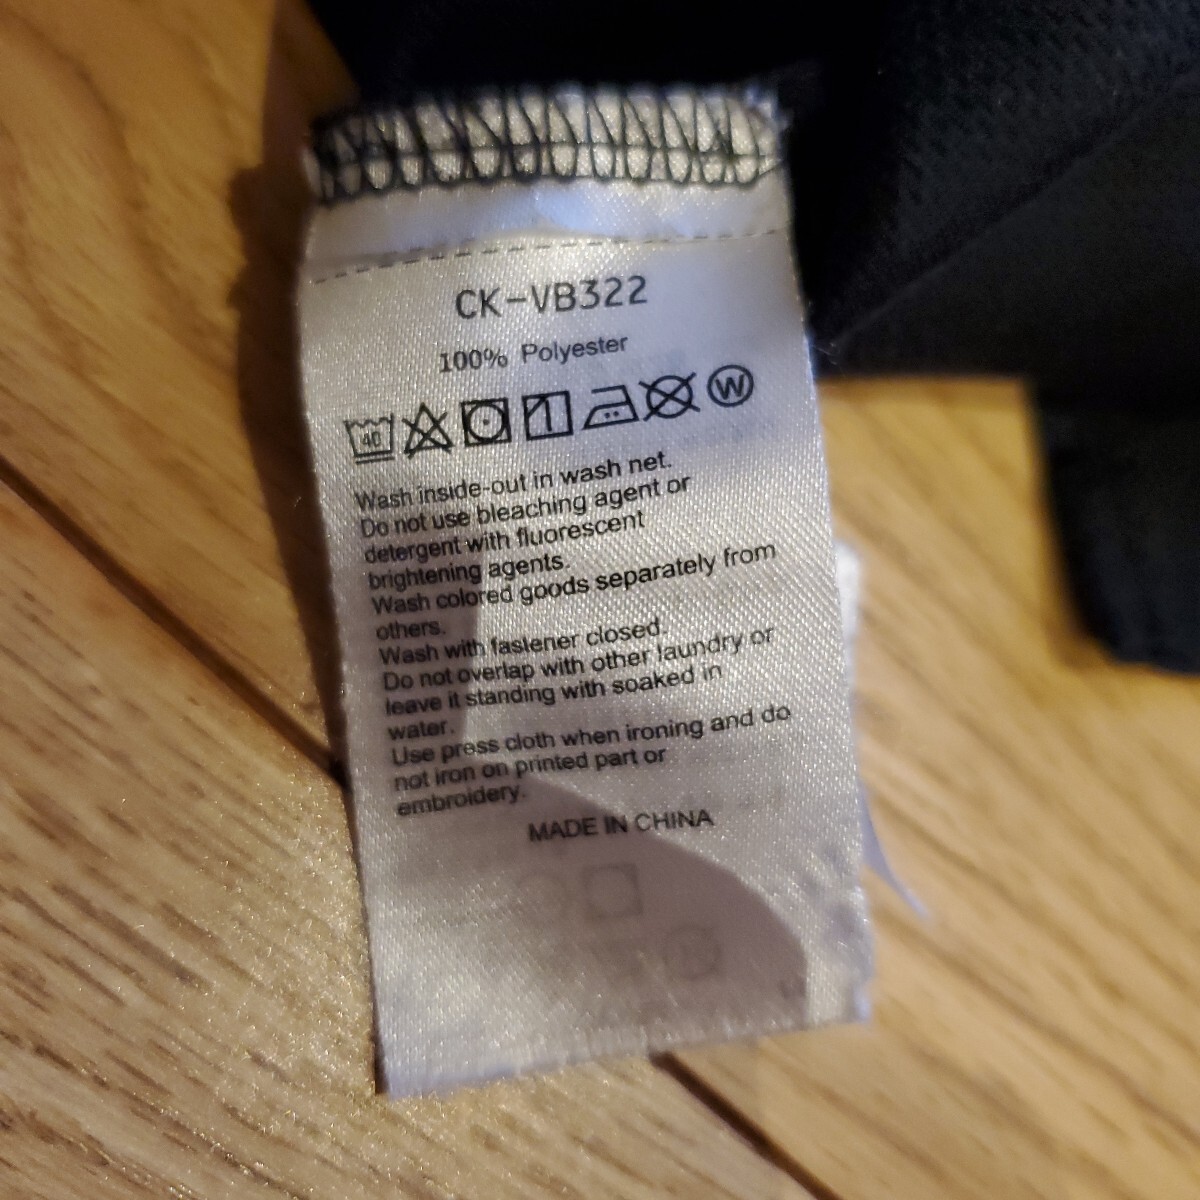 CK-VB322
100% Polyester
40 W
Wash inside-out in wash net.
Do not use bleaching agent or
detergent with fluorescent
brightening agents.
Wash colored goods separately from
others.
Wash with fastener closed.
Do not overlap with other laundry or
leave it standing with soaked in
water.
Use press cloth when ironing and do
not iron on printed part or
embroidery.
MADE IN CHINA